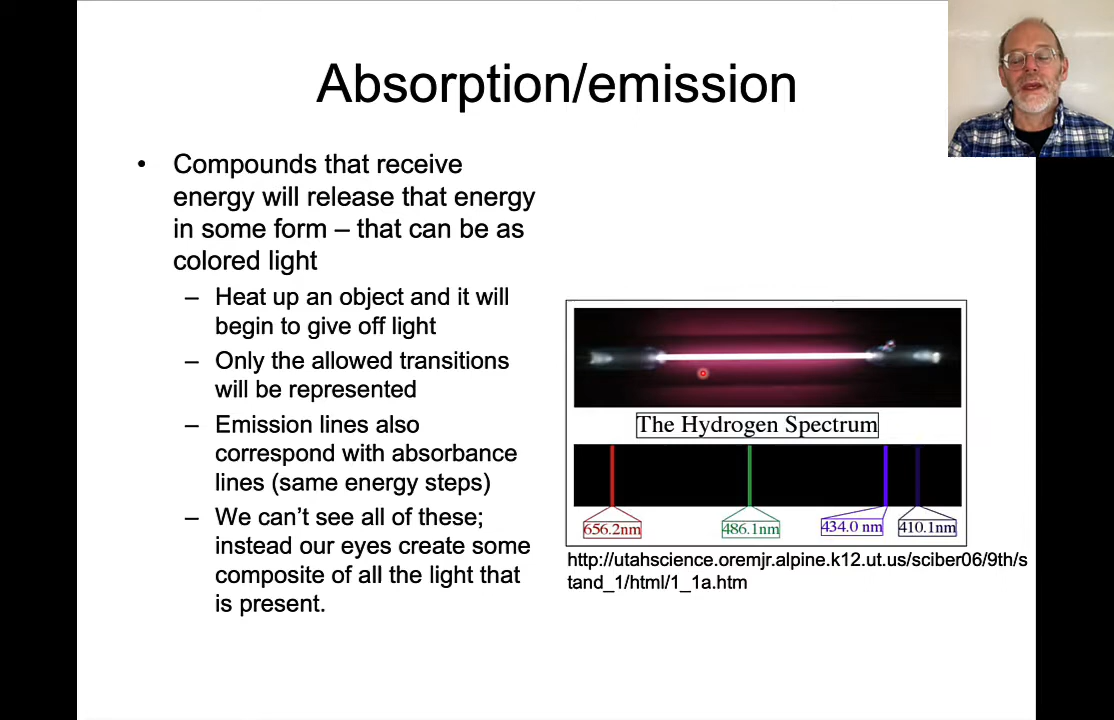 Absorption/emission
• Compounds that receive
energy will release that energy
in some form – that can be as
colored light
– Heat up an object and it will
begin to give off light
– Only the allowed transitions
will be represented
– Emission lines also
correspond with absorbance
lines (same energy steps)
– We can’t see all of these;
instead our eyes create some
composite of all the light that
is present.
The Hydrogen Spectrum
656.2nm 486.1nm 434.0 nm 410.1nm
http://utahscience.oremjr.alpine.k12.ut.us/sciber06/9th/s
tand_1/html/1_1a.htm